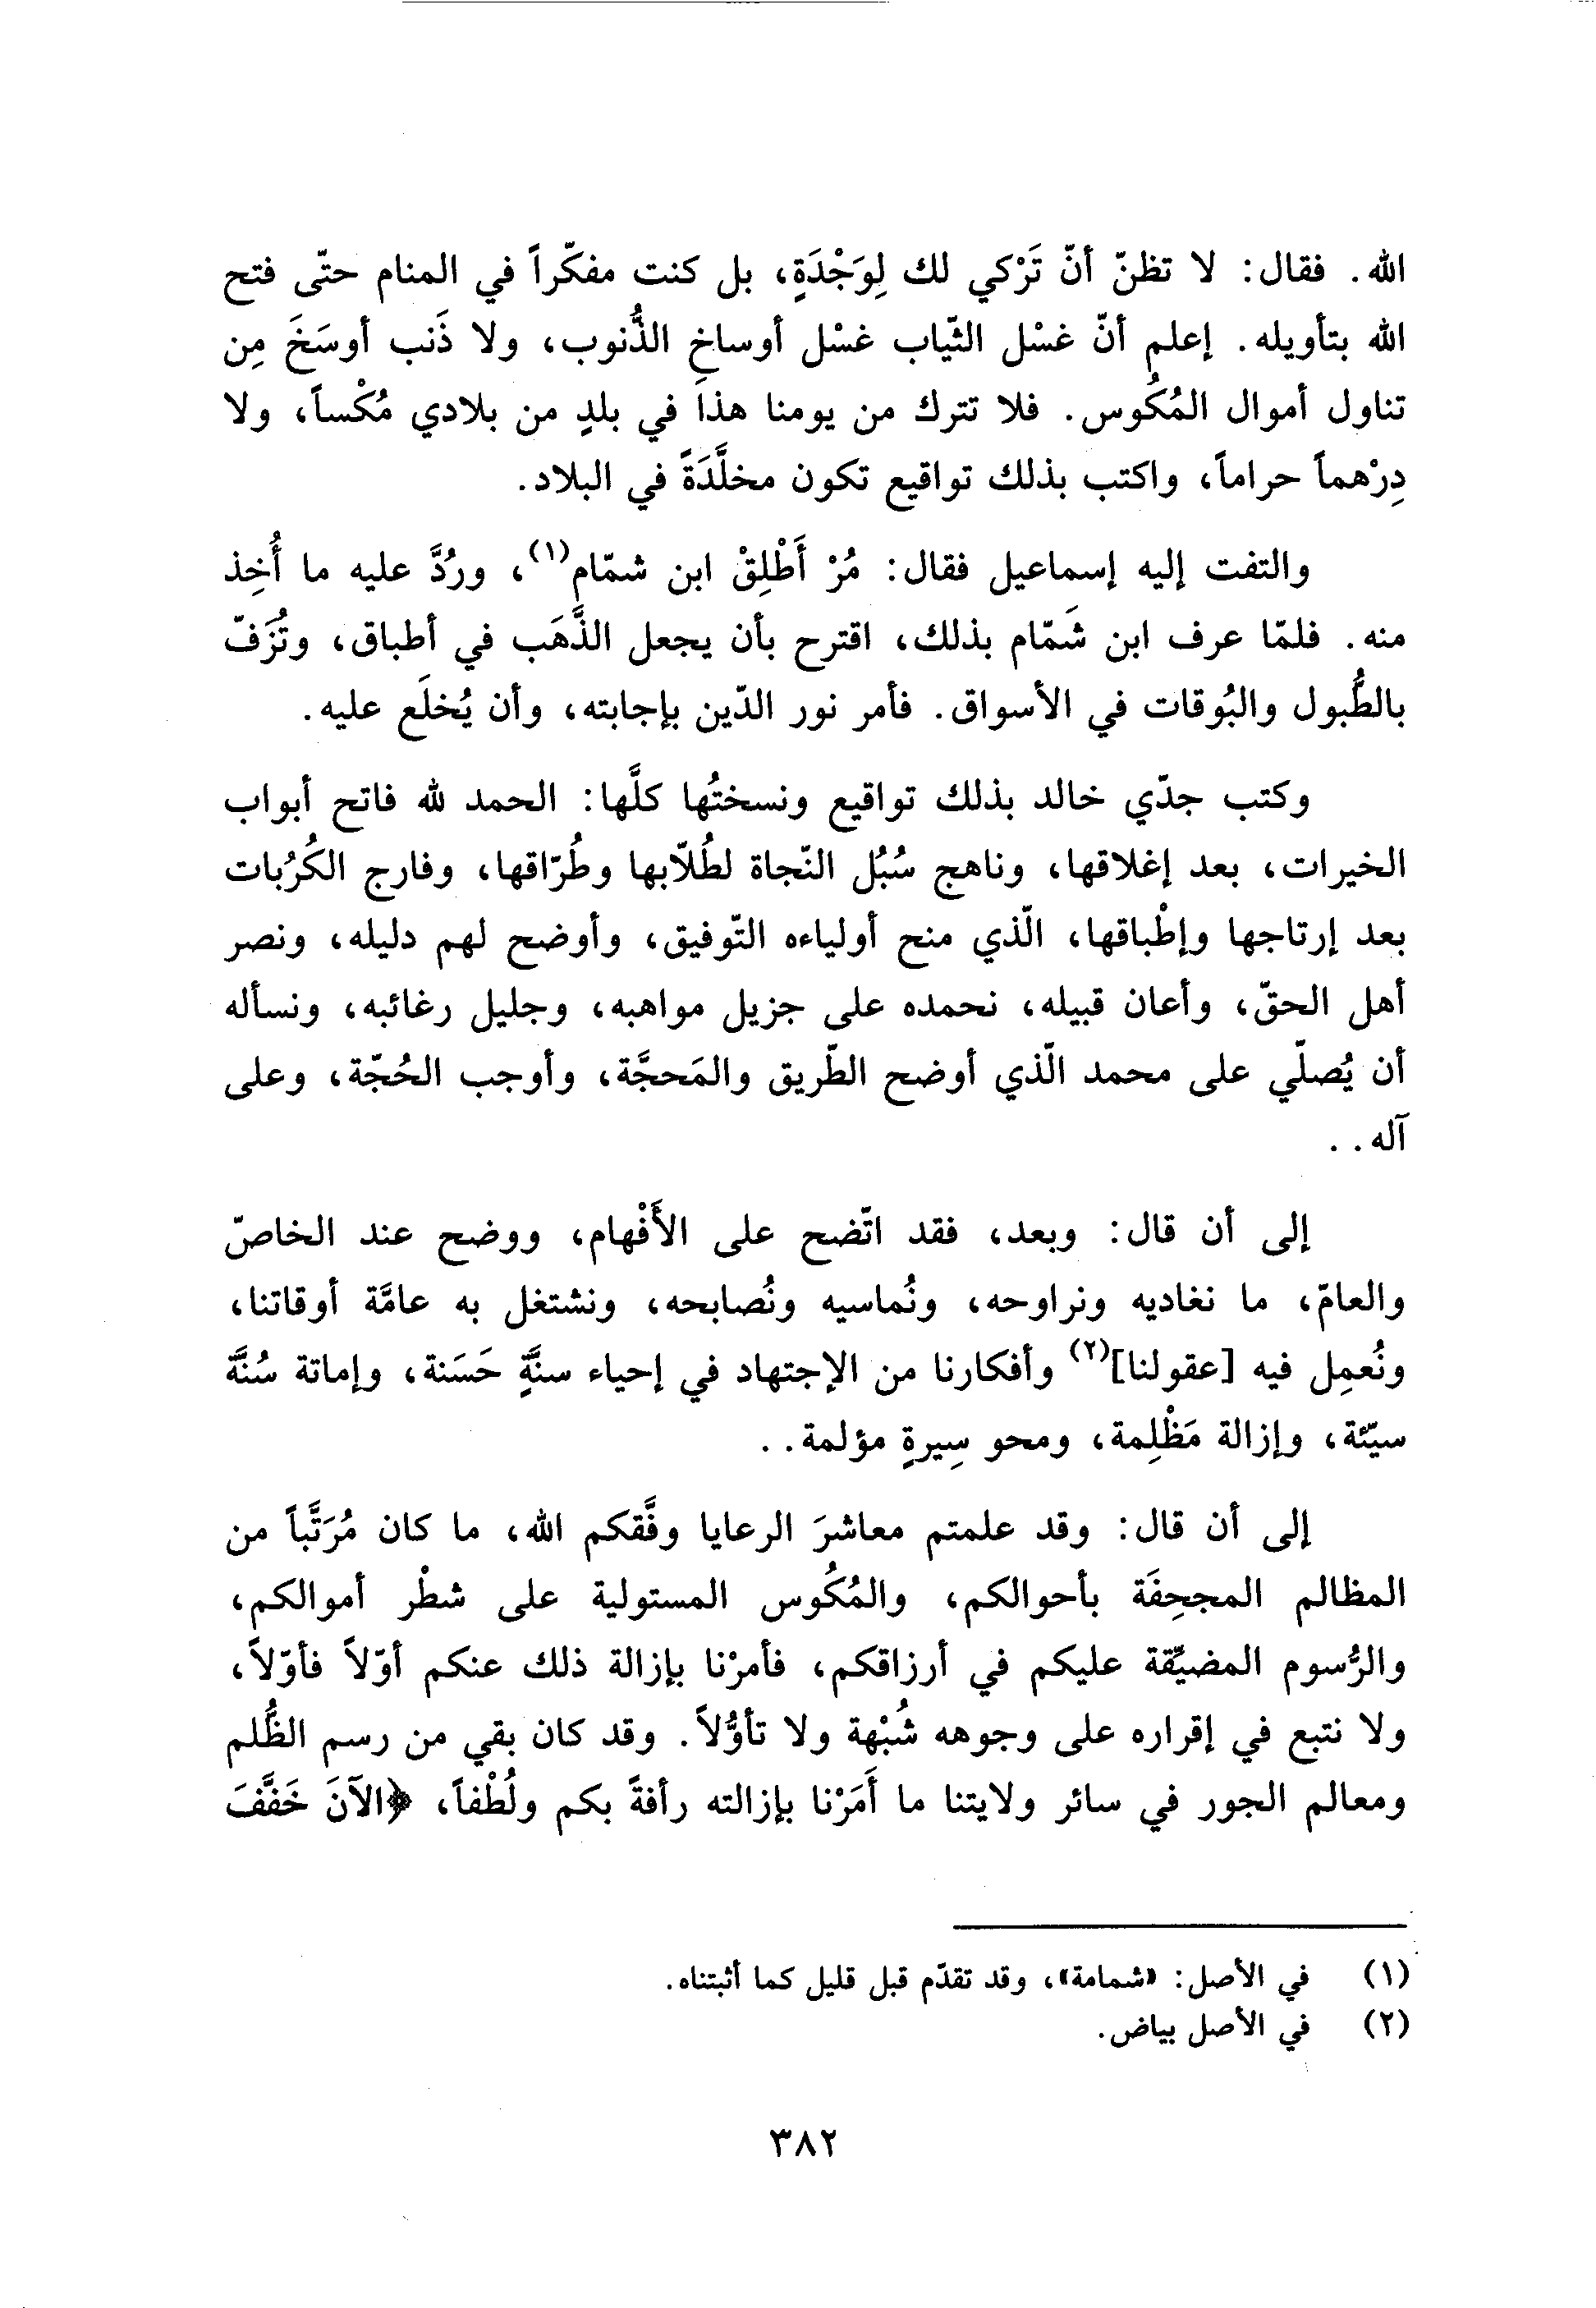 الله. فقال: لا تظنّ أنّ تَرْكي لك لِوَجْدَةٍ، بل كنت مفكّراً في المنام حتّى فتح
الله بتأويله. إعلم أنّ غسْل الثّياب غسْل أوساخِ الذُّنوب، ولا ذَنب أوسَخَ مِن
تناول أموال المُكُوس. فلا تترك من يومنا هذا في بلدٍ من بلادي مُكْساً، ولا
دِرْهماً حراماً، واكتب بذلك تواقيع تكون مخلَّدَةً في البلاد.
والتفت إليه إسماعيل فقال: مُرْ أَطْلِقْ ابن شمّام(١)، ورُدَّ عليه ما أُخِذ
منه. فلمّا عرف ابن شَمّام بذلك، اقترح بأن يجعل الذَّهَب في أطباق، وتُزَفّ
بالطُّبول والبُوقات في الأسواق. فأمر نور الدّين بإجابته، وأن يُخلَع عليه.
وكتب جدّي خالد بذلك تواقيع ونسختُها كلَّها: الحمد لله فاتح أبواب
الخيرات، بعد إغلاقها، وناهج سُبُل النّجاة لطُلّابها وطُرّاقها، وفارج الكُرُبات
بعد إرتاجها وإطْباقها، الّذي منح أولياءه التّوفيق، وأوضح لهم دليله، ونصر
أهل الحقّ، وأعان قبيله، نحمده على جزيل مواهبه، وجليل رغائبه، ونسأله
أن يُصلّي على محمد الّذي أوضح الطّريق والمَحجَّة، وأوجب الحُجّة، وعلى
آله. .
إلى أن قال: وبعد، فقد اتّضح على الأَفْهام، ووضح عند الخاصّ
والعامّ، ما نغاديه ونراوحه، ونُماسيه ونُصابحه، ونشتغل به عامَّة أوقاتنا،
ونُعمِل فيه [عقولنا](٢) وأفكارنا من الإجتهاد في إحياء سنَّةٍ حَسَنة، وإماتة سُنَّة
سيّئة، وإزالة مَظْلِمة، ومحو سِيرةٍ مؤلمة. .
إلى أن قال: وقد علمتم معاشرَ الرعايا وفَّقكم الله، ما كان مُرَتَّباً من
المظالم المجحِفَة بأحوالكم، والمُكُوس المستولية على شطْر أموالكم،
والرُّسوم المضيِّقة عليكم في أرزاقكم، فأمرْنا بإزالة ذلك عنكم أوّلاً فأوّلاً،
ولا نتبع في إقراره على وجوهه شُبْهة ولا تأوُّلاً. وقد كان بقي من رسم الظُّلم
ومعالم الجور في سائر ولايتنا ما أَمَرْنا بإزالته رأفةً بكم ولُطْفاً، ﴿الآنَ خَفَّفَ
(١) في الأصل: «شمامة»، وقد تقدّم قبل قليل كما أثبتناه.
(٢) في الأصل بياض.
٣٨٢